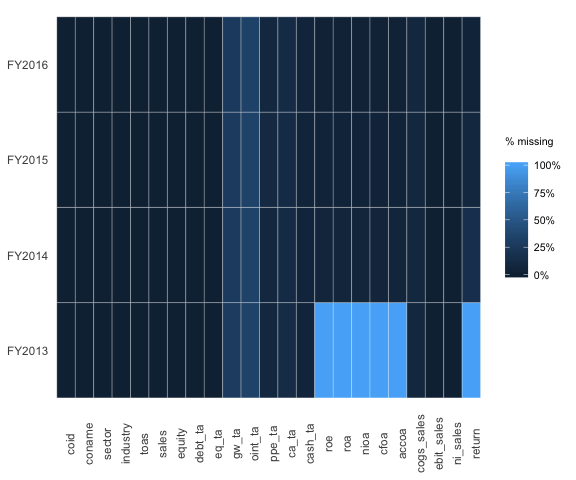 FY2016
FY2015
FY2014
FY2013
% missing
100%
75%
50%
25%
0%
coid
coname
sector
industry
toas
sales
equity
debt_ta
eq_ta
gw_ta
oint_ta
ppe_ta
ca_ta
cash_ta
roe
roa
nioa
cfoa
accoa
cogs_sales
ebit_sales
ni_sales
return